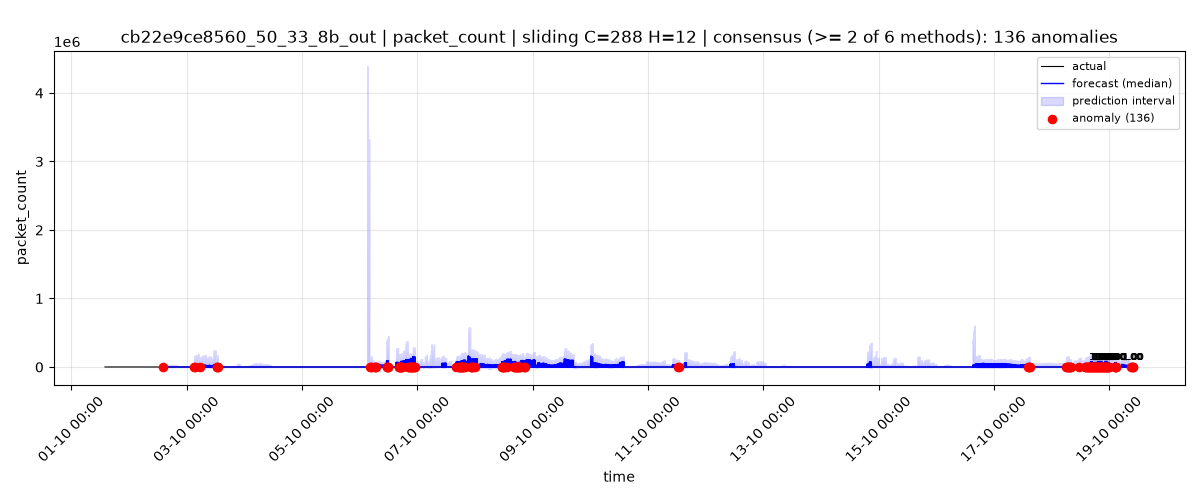 cb22e9ce8560_50_33_8b_out | packet_count | sliding C=288 H=12 | consensus (>= 2 of 6 methods): 136 anomalies
1e6
actual
forecast (median)
prediction interval
anomaly (136)
4
3
2
1
0
packet_count
01-10 00:00
03-10 00:00
05-10 00:00
07-10 00:00
09-10 00:00
11-10 00:00
13-10 00:00
15-10 00:00
17-10 00:00
19-10 00:00
time